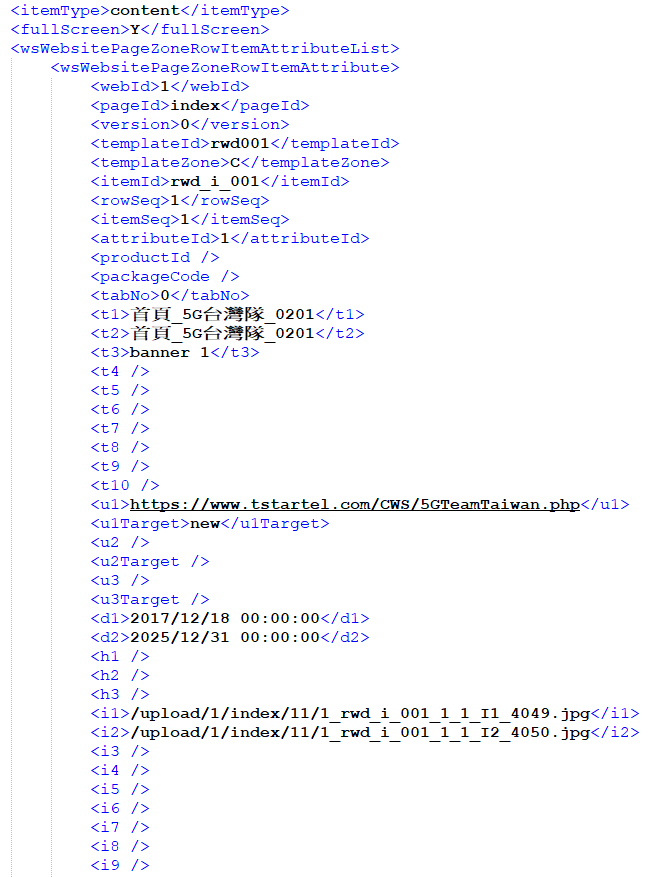 <itemType>content</itemType>
<fullScreen>Y</fullScreen>
<wsWebsitePageZoneRowItemAttributeList>
<wsWebsitePageZoneRowItemAttribute>
<webId>1</webId>
<pageId>index</pageId>
<version>0</version>
<templateId>rwd001</templateId>
<templateZone>C</templateZone>
<itemId>rwd_i_001</itemId>
<rowSeq>1</rowSeq>
<itemSeq>1</itemSeq>
<attributeId>1</attributeId>
<productId />
<packageCode />
<tabNo>0</tabNo>
<t1>首頁_5G台灣隊_0201</t1>
<t2>首頁_5G台灣隊_0201</t2>
<t3>banner 1</t3>
<t4 />
<t5 />
<t6 />
<t7 />
<t8 />
<t9 />
<t10 />
<u1>https://www.tstartel.com/CWS/5GTeamTaiwan.php</u1>
<u1Target>new</u1Target>
<u2 />
<u2Target />
<u3 />
<u3Target />
<d1>2017/12/18 00:00:00</d1>
<d2>2025/12/31 00:00:00</d2>
<h1 />
<h2 />
<h3 />
<i1>/upload/1/index/11/1_rwd_i_001_1_1_I1_4049.jpg</i1>
<i2>/upload/1/index/11/1_rwd_i_001_1_1_I2_4050.jpg</i2>
<i3 />
<i4 />
<i5 />
<i6 />
<i7 />
<i8 />
<i9 />